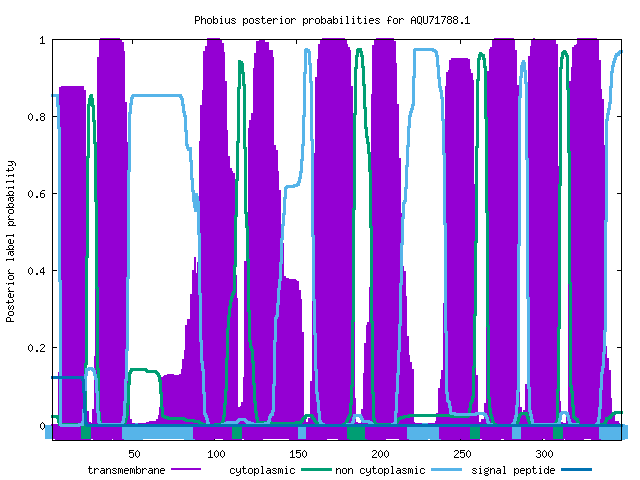 Phobius posterior probabilities for AQU71788.1
1
0.8
0.6
0.4
0.2
0
Posterior label probability
50 100 150 200 250 300
transmembrane cytoplasmic non cytoplasmic signal peptide